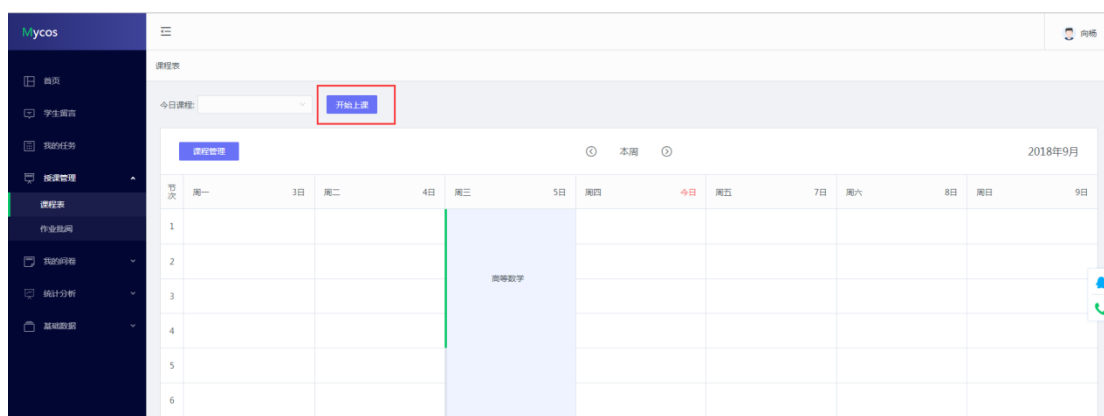 Mycos
向杨
课程表
首页
学生留言
我的任务
授课管理
课程表
作业批阅
我的问卷
统计分析
基础数据
今日课程:
开始上课
课程管理
本周
2018年9月
节次 周一 3日 周二 4日 周三 5日 周四 今日 周五 7日 周六 8日 周日 9日
1
2
高等数学
3
4
5
6